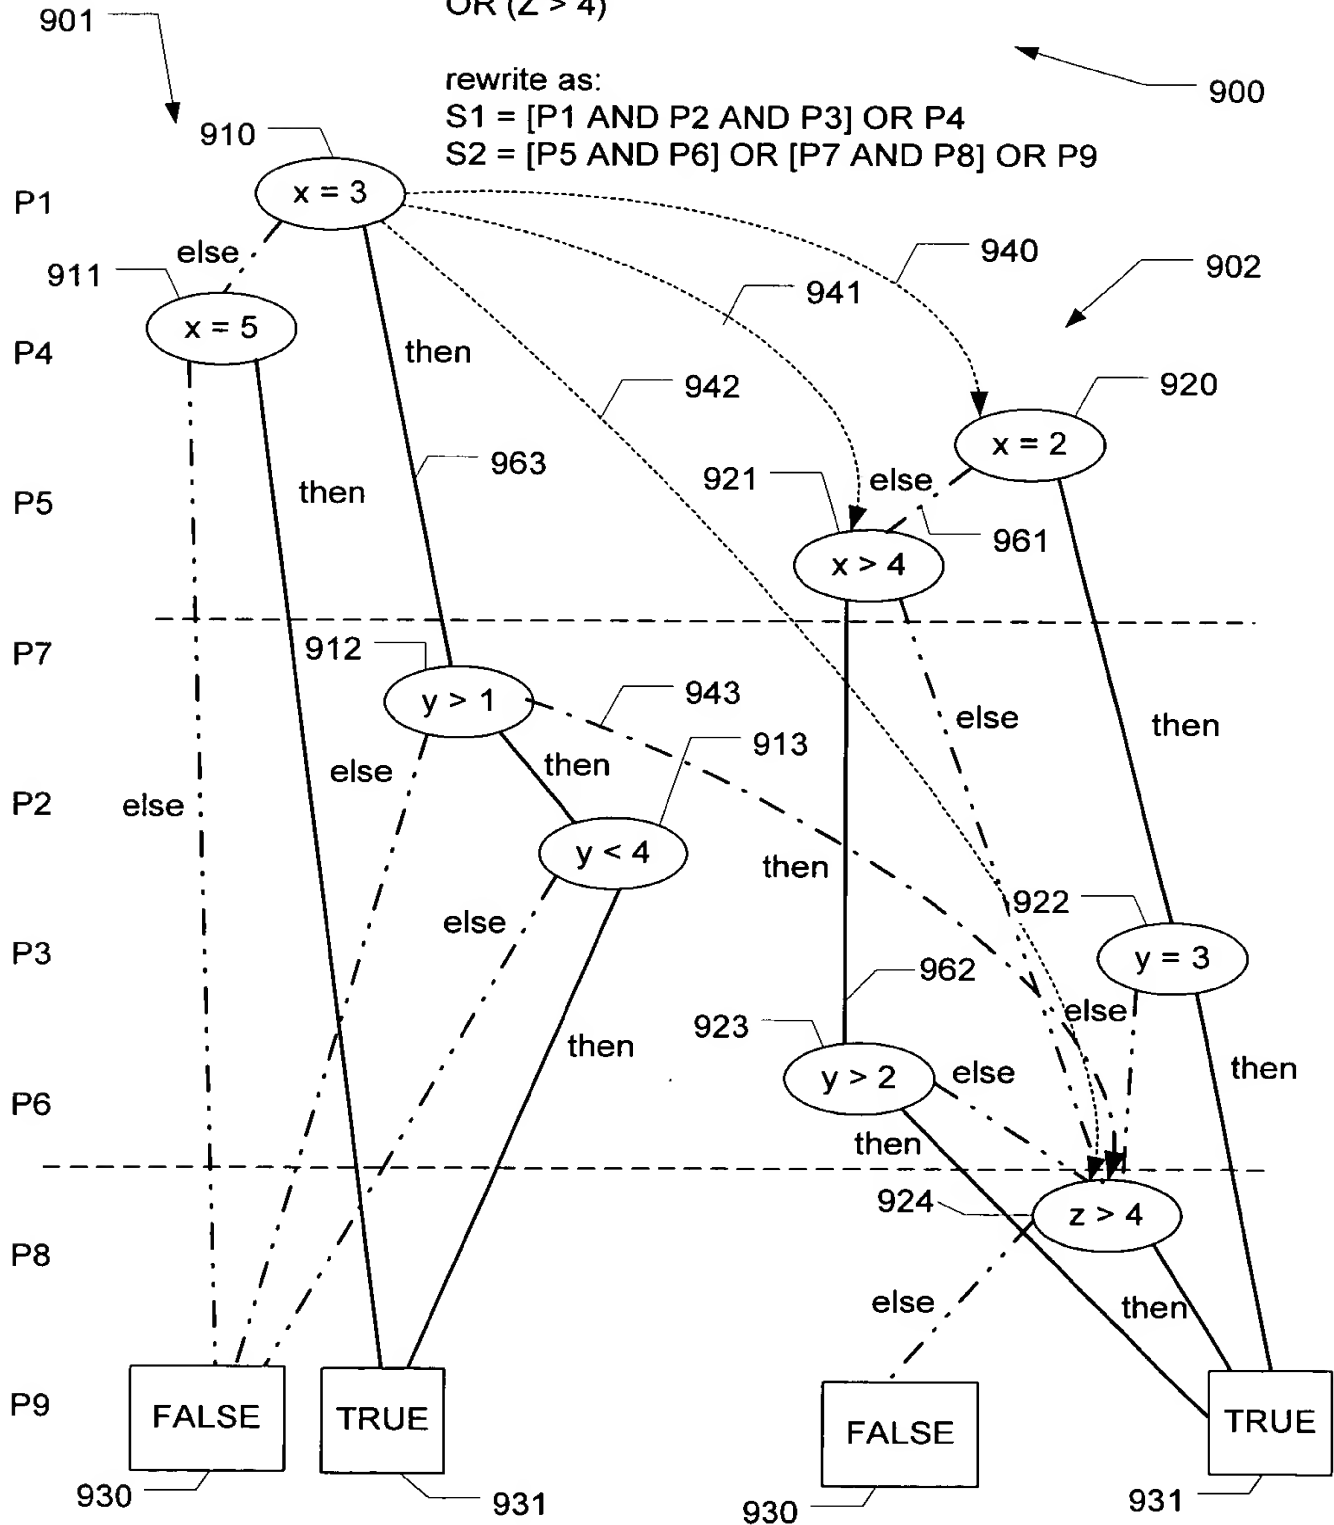 OR (Z > 4)
901
900
rewrite as:
S1 = [P1 AND P2 AND P3] OR P4
S2 = [P5 AND P6] OR [P7 AND P8] OR P9
910
P1
x = 3
else
940
902
911
941
x = 5
P4
then
942
920
x = 2
963
921
else
then
P5
961
x > 4
912
P7
943
y > 1
else
then
913
then
else
P2
else
y < 4
then
922
else
P3
y = 3
962
else
923
then
then
y > 2
else
P6
then
924
z > 4
P8
else
then
P9
FALSE
TRUE
FALSE
TRUE
930
931
930
931